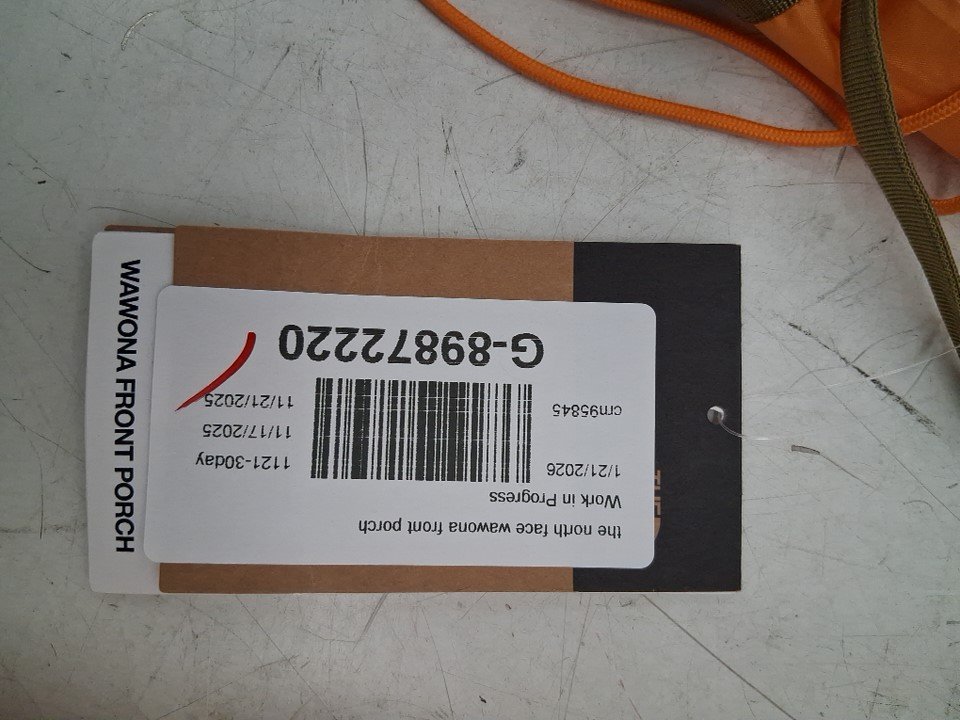 WAWONA FRONT PORCH
the north face wawona front porch
Work in Progress
1/21/2026
1121-30day
11/17/2025
crn95845
11/21/2025
G-89872220